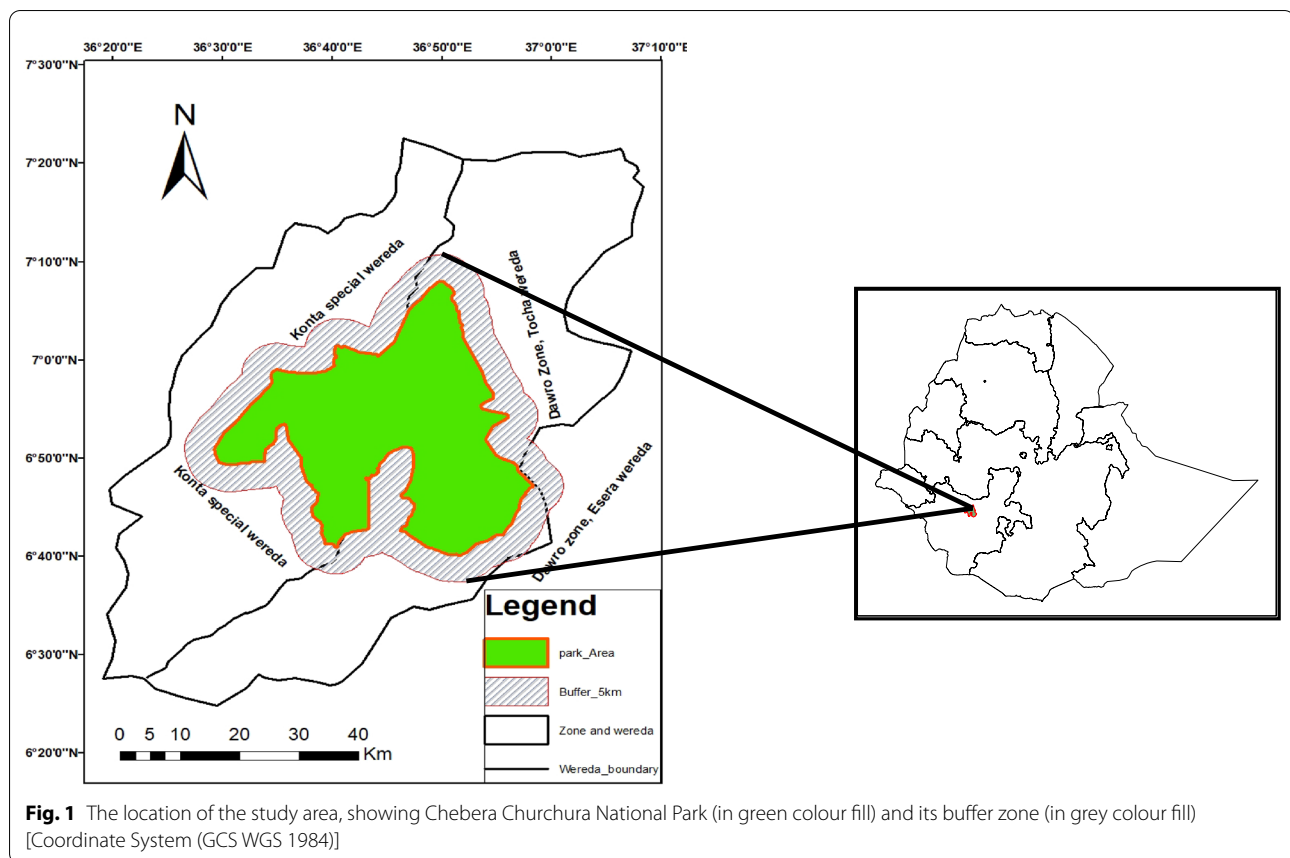 36°20'0"E 36°30'0"E 36°40'0"E 36°50'0"E 37°0'0"E 37°10'0"E
7°30'0"N
N
7°20'0"N
7°10'0"N
Konta special wereda
Dawro Zone, Tocha wereda
7°0'0"N
6°50'0"N
Konta special wereda
Dawro zone, Esera wereda
6°40'0"N
Legend
park_Area
6°30'0"N
Buffer_5km
Zone and wereda
0 5 10 20 30 40
Km
6°20'0"N
Wereda_boundary
Fig. 1 The location of the study area, showing Chebera Churchura National Park (in green colour fill) and its buffer zone (in grey colour fill)
[Coordinate System (GCS WGS 1984)]